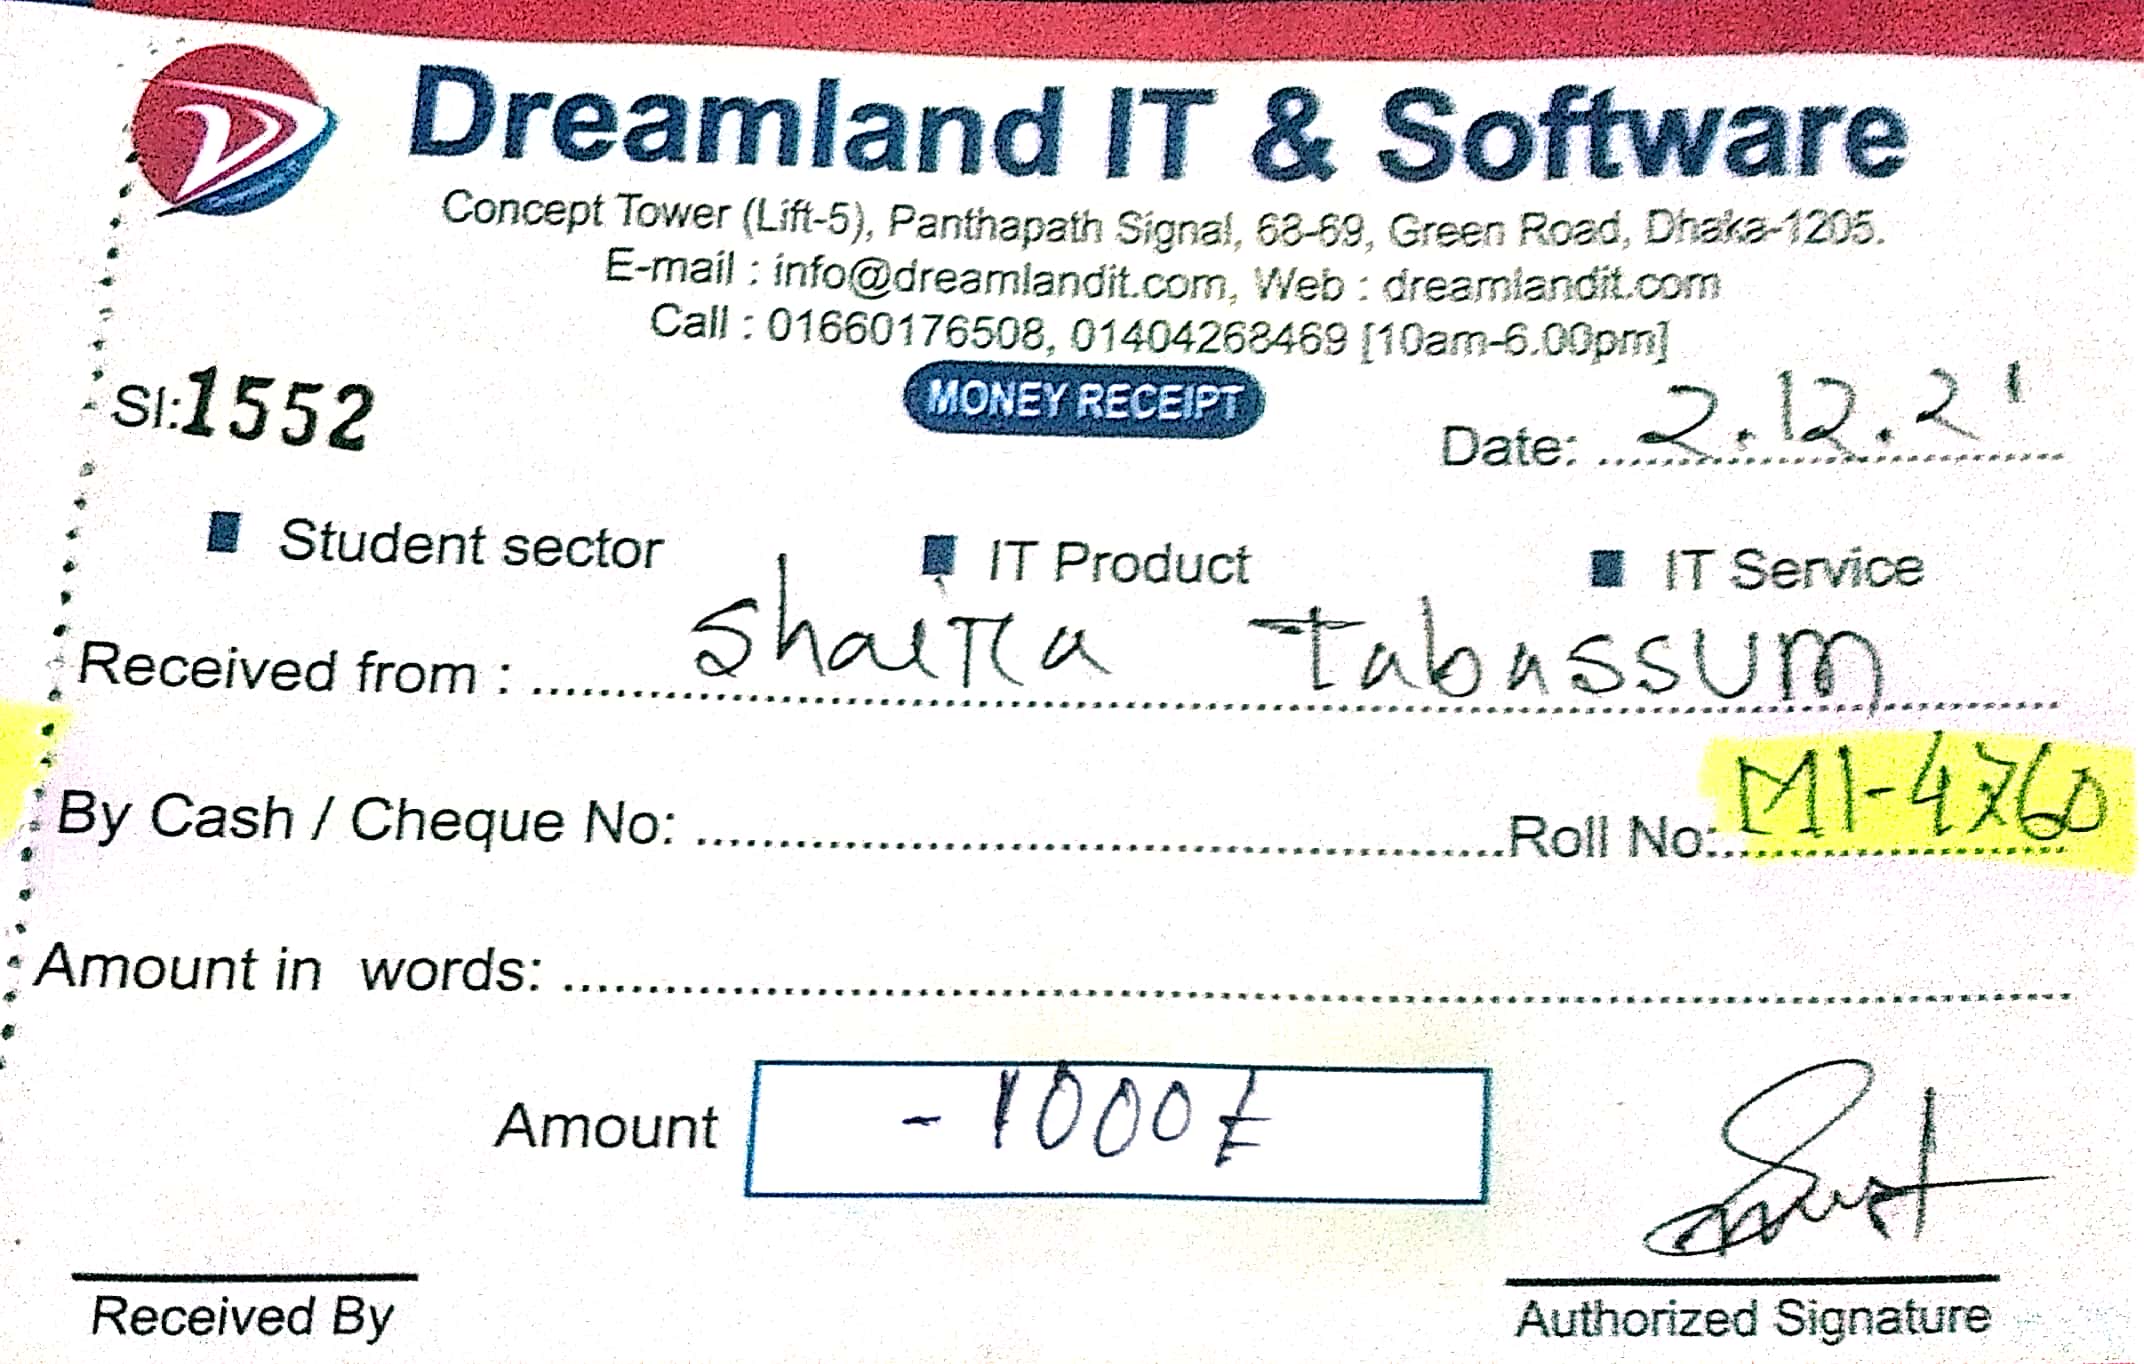 Dreamland IT & Software
Concept Tower (Lift-5), Panthapath Signal, 68-69, Green Road, Dhaka-1205.
E-mail : info@dreamlandit.com, Web : dreamlandit.com
Call : 01660176508, 01404268469 [10am-6.00pm]
MONEY RECEIPT
Sl:1552 Date: 2.12.21
Student sector IT Product IT Service
Received from : Shaira Tabassum
By Cash / Cheque No: Roll No: M1-4760
Amount in words:
Amount - 1000৳
Received By Authorized Signature